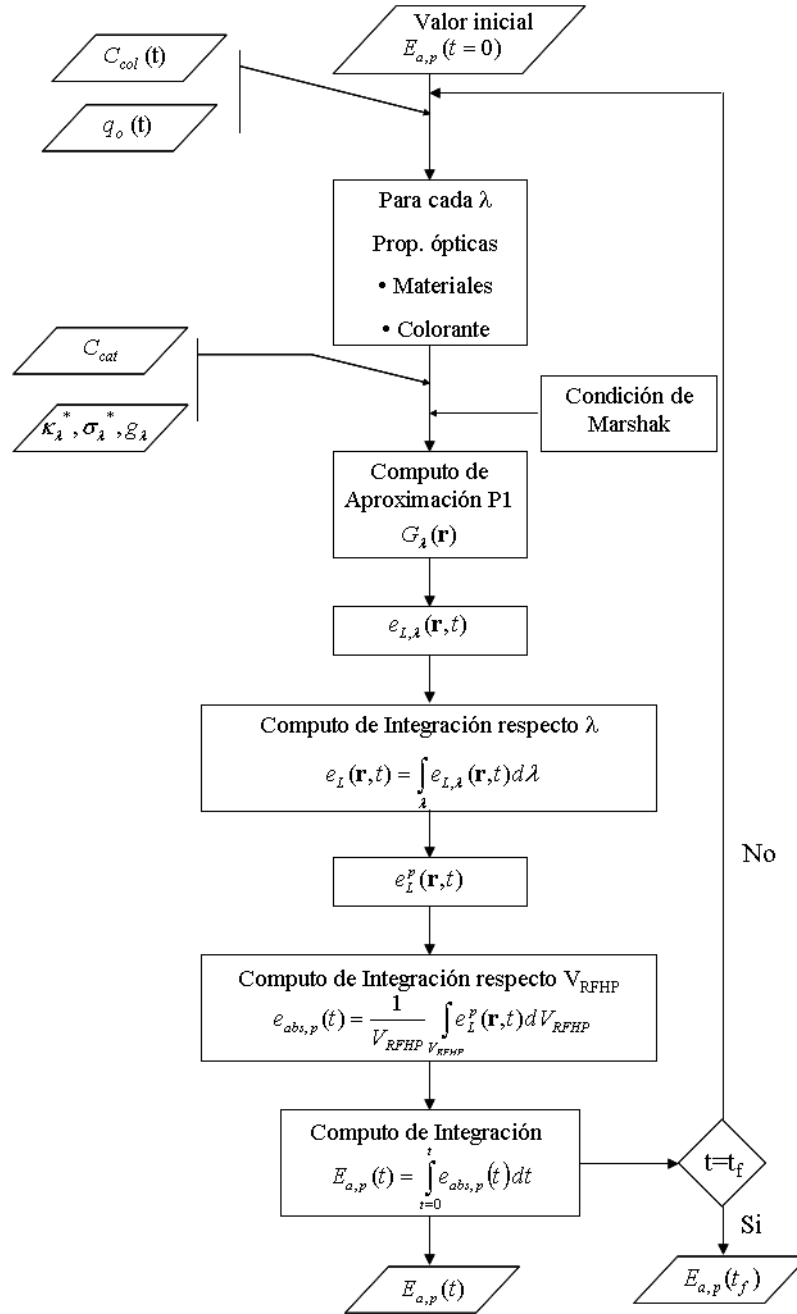 Valor inicial
E_{a,p}(t = 0)
C_{col} (t)
q_o (t)
Para cada λ
Prop. ópticas
• Materiales
• Colorante
C_{cat}
κ_λ^*, σ_λ^*, g_λ
Condición de
Marshak
Computo de
Aproximación P1
G_λ(r)
e_{L,λ}(r,t)
Computo de Integración respecto λ
e_L(r,t) = ∫_λ e_{L,λ}(r,t)dλ
No
e_L^p(r,t)
Computo de Integración respecto V_{RFHP}
e_{abs,p}(t) = \frac{1}{V_{RFHP}} ∫_{V_{RFHP}} e_L^p(r,t)d V_{RFHP}
Computo de Integración
E_{a,p}(t) = ∫_{t=0}^{t} e_{abs,p}(t)dt
t=t_f
Si
E_{a,p}(t)
E_{a,p}(t_f)